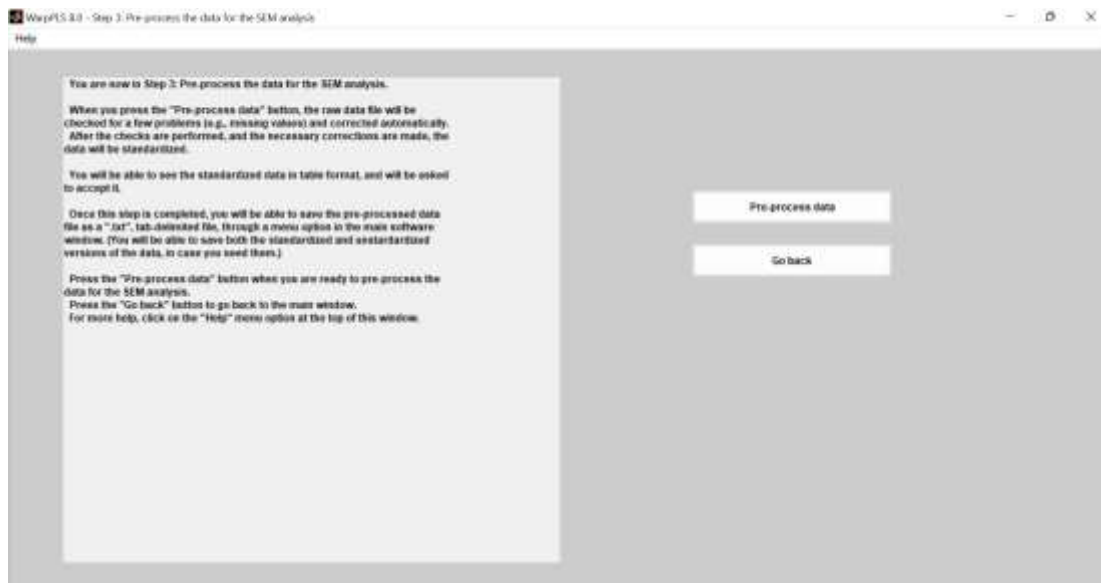 WarpPLS 8.0 - Step 3: Pre-process the data for the SEM analysis
Help
You are now in Step 3: Pre-process the data for the SEM analysis.
When you press the "Pre-process data" button, the raw data file will be
checked for a few problems (e.g., missing values) and corrected automatically.
After the checks are performed, and the necessary corrections are made, the
data will be standardized.
You will be able to see the standardized data in table format, and will be asked
to accept it.
Once this step is completed, you will be able to save the pre-processed data
file as a ".txt", tab-delimited file, through a menu option in the main software
window. (You will be able to save both the standardized and unstandardized
versions of the data, in case you need them.)
Press the "Pre-process data" button when you are ready to pre-process the
data for the SEM analysis.
Press the "Go back" button to go back to the main window.
For more help, click on the "Help" menu option at the top of this window.
Pre-process data
Go back